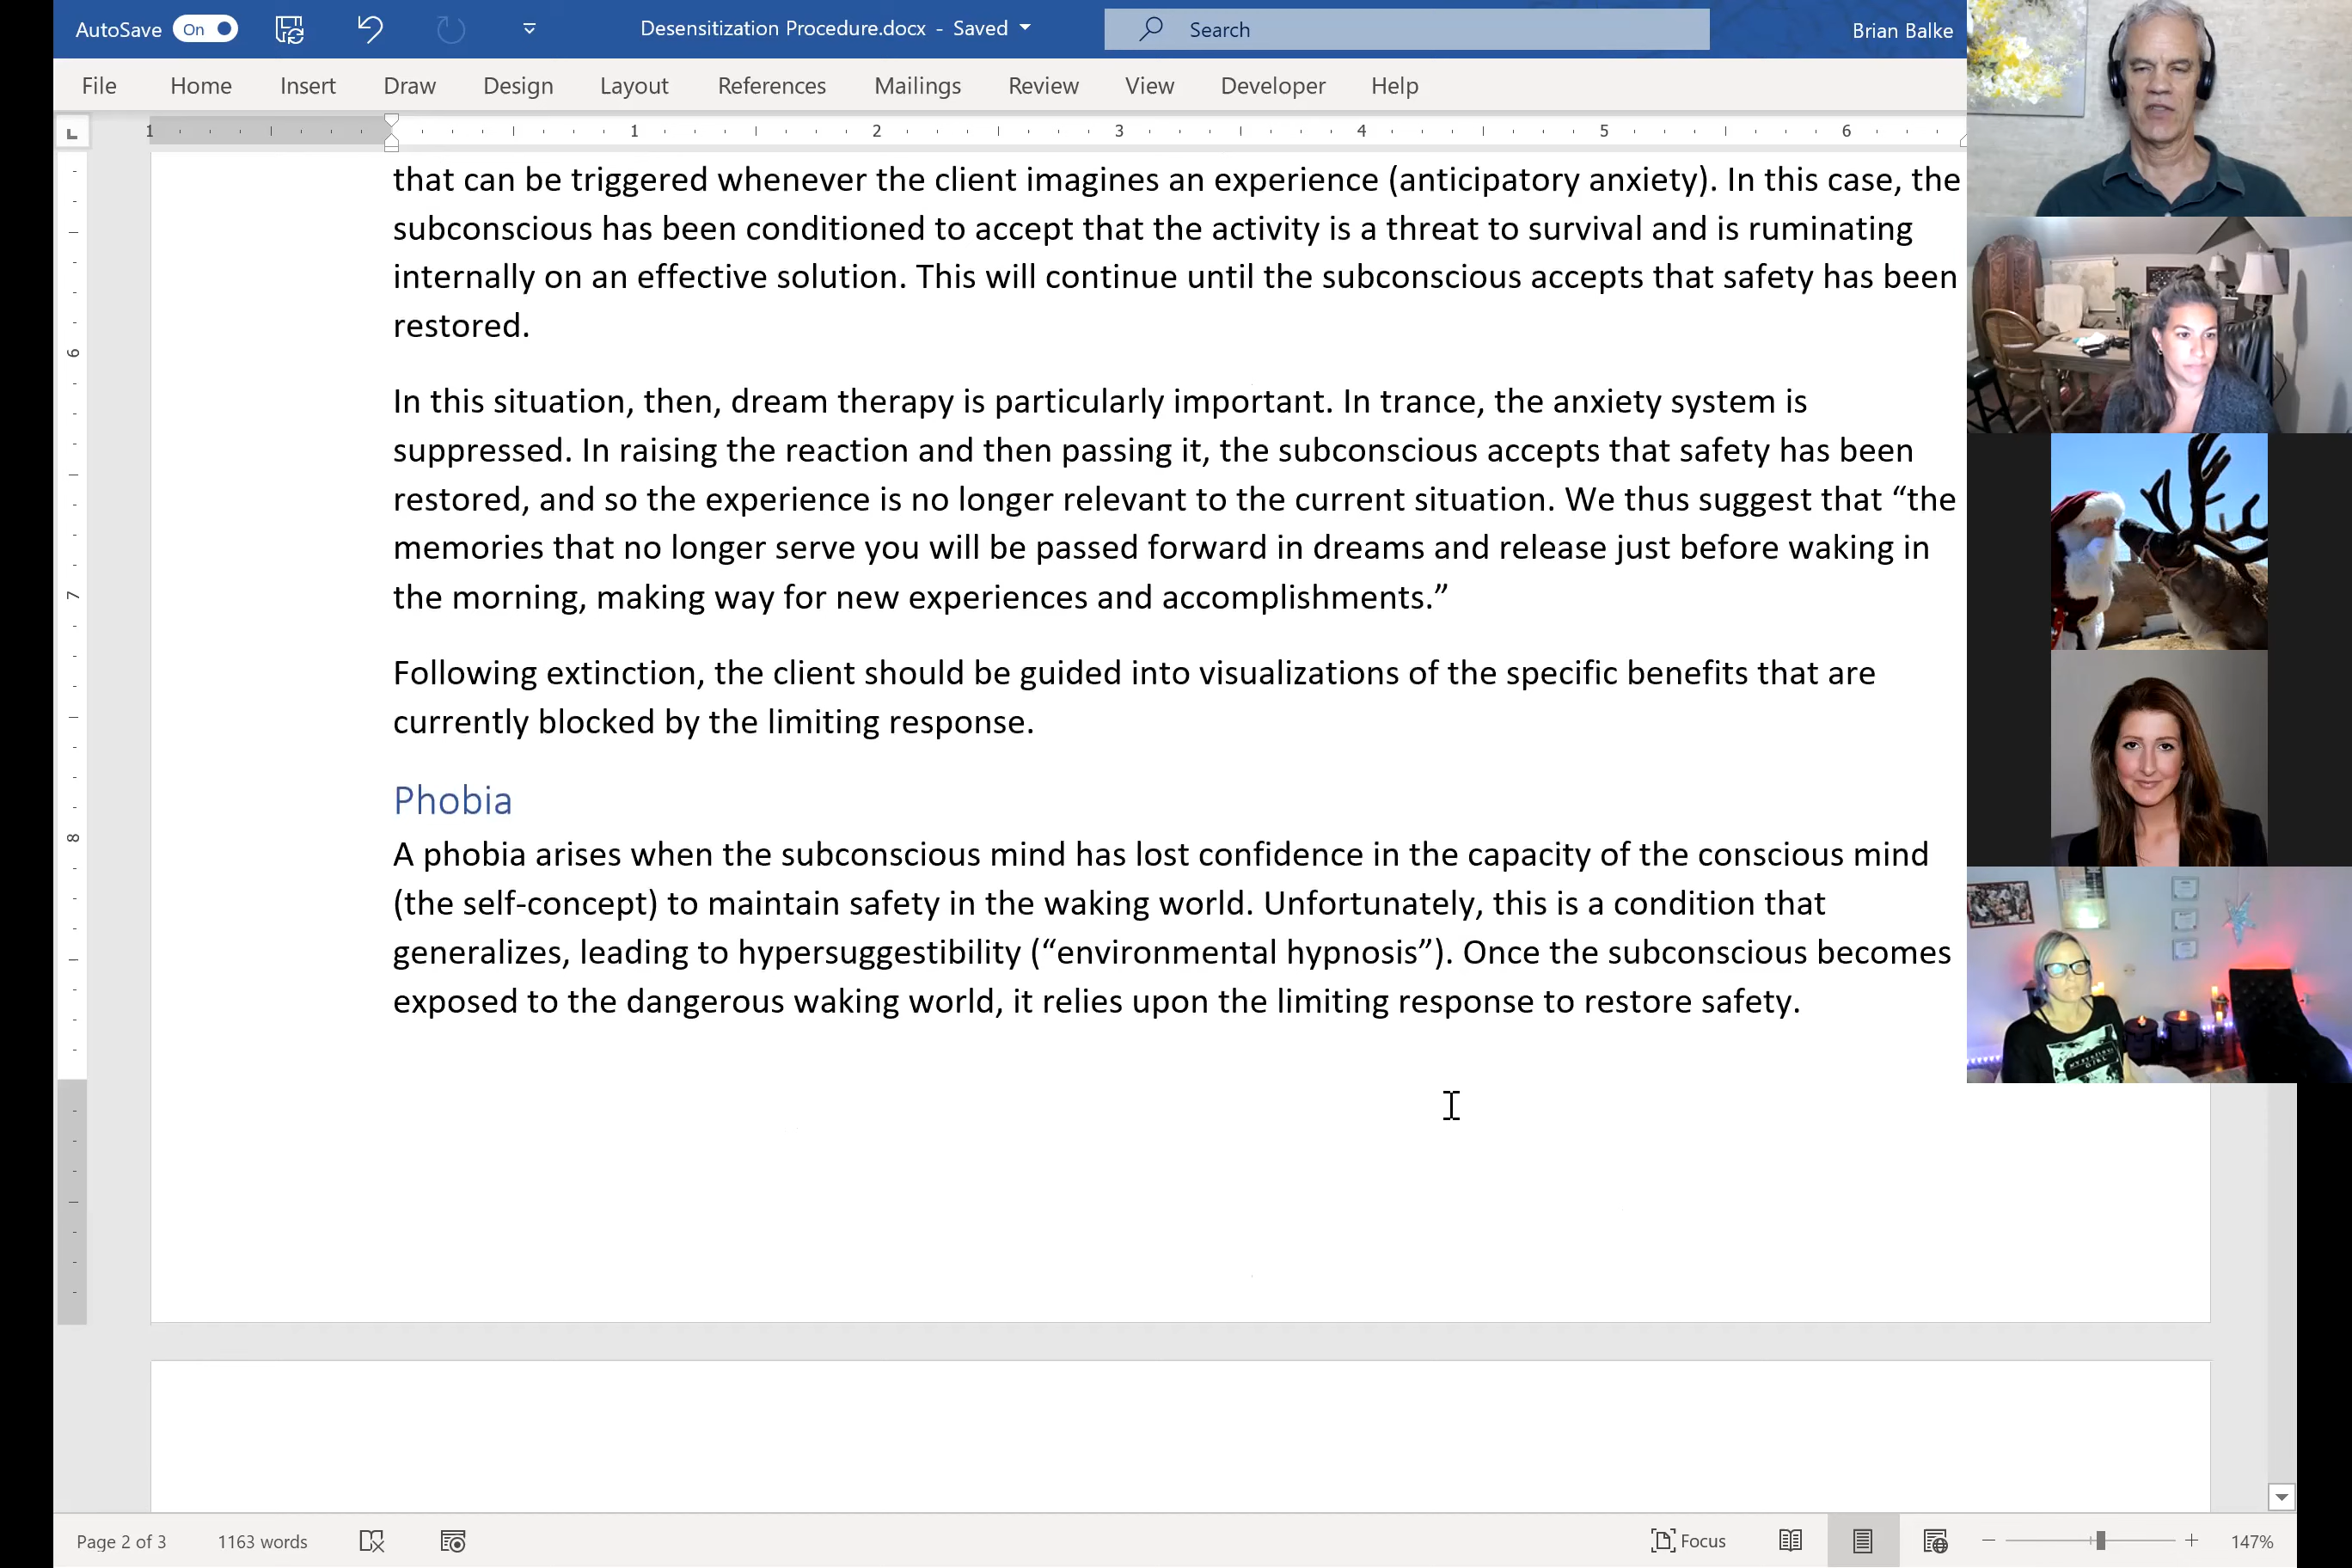 AutoSave On Desensitization Procedure.docx - Saved Search Brian Balke
File Home Insert Draw Design Layout References Mailings Review View Developer Help
1 1 2 3 4 5 6
that can be triggered whenever the client imagines an experience (anticipatory anxiety). In this case, the
subconscious has been conditioned to accept that the activity is a threat to survival and is ruminating
internally on an effective solution. This will continue until the subconscious accepts that safety has been
restored.
6
In this situation, then, dream therapy is particularly important. In trance, the anxiety system is
suppressed. In raising the reaction and then passing it, the subconscious accepts that safety has been
restored, and so the experience is no longer relevant to the current situation. We thus suggest that “the
memories that no longer serve you will be passed forward in dreams and release just before waking in
the morning, making way for new experiences and accomplishments.”
7
Following extinction, the client should be guided into visualizations of the specific benefits that are
currently blocked by the limiting response.
Phobia
8
A phobia arises when the subconscious mind has lost confidence in the capacity of the conscious mind
(the self-concept) to maintain safety in the waking world. Unfortunately, this is a condition that
generalizes, leading to hypersuggestibility (“environmental hypnosis”). Once the subconscious becomes
exposed to the dangerous waking world, it relies upon the limiting response to restore safety.
Page 2 of 3 1163 words Focus 147%